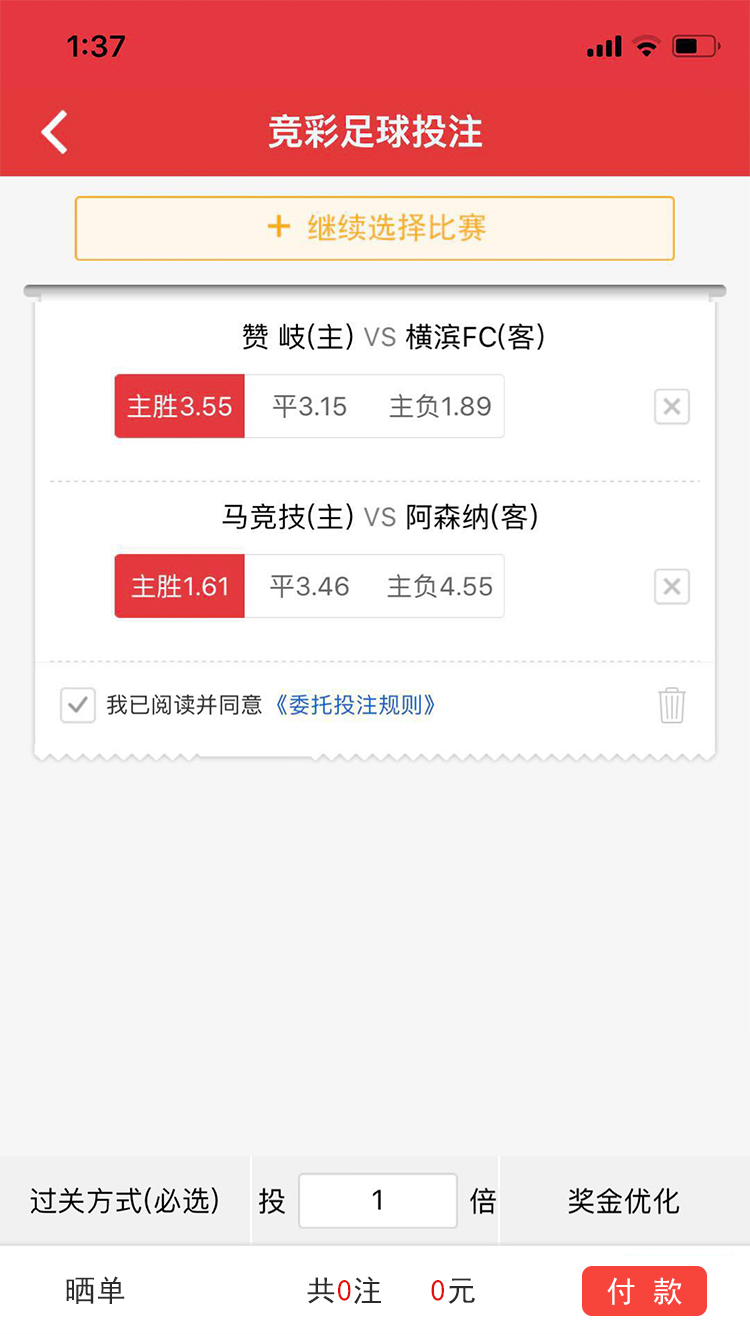 1:37
竞彩足球投注
+ 继续选择比赛
赞 岐(主) VS 横滨FC(客)
主胜3.55 平3.15 主负1.89
马竞技(主) VS 阿森纳(客)
主胜1.61 平3.46 主负4.55
我已阅读并同意《委托投注规则》
过关方式(必选) 投 1 倍 奖金优化
晒单 共0注 0元 付 款